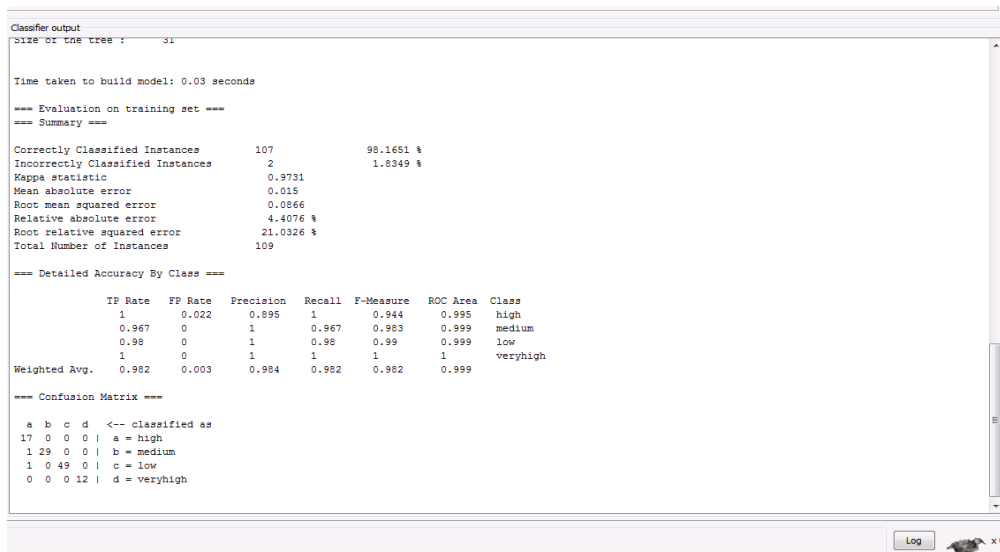 Classifier output
Size of the tree : 31
Time taken to build model: 0.03 seconds
=== Evaluation on training set ===
=== Summary ===
Correctly Classified Instances 107 98.1651 %
Incorrectly Classified Instances 2 1.8349 %
Kappa statistic 0.9731
Mean absolute error 0.015
Root mean squared error 0.0866
Relative absolute error 4.4076 %
Root relative squared error 21.0326 %
Total Number of Instances 109
=== Detailed Accuracy By Class ===
TP Rate FP Rate Precision Recall F-Measure ROC Area Class
1 0.022 0.895 1 0.944 0.995 high
0.967 0 1 0.967 0.983 0.999 medium
0.98 0 1 0.98 0.99 0.999 low
1 0 1 1 1 1 veryhigh
Weighted Avg. 0.982 0.003 0.984 0.982 0.982 0.999
=== Confusion Matrix ===
a b c d <-- classified as
17 0 0 0 | a = high
1 29 0 0 | b = medium
1 0 49 0 | c = low
0 0 0 12 | d = veryhigh
Log
x